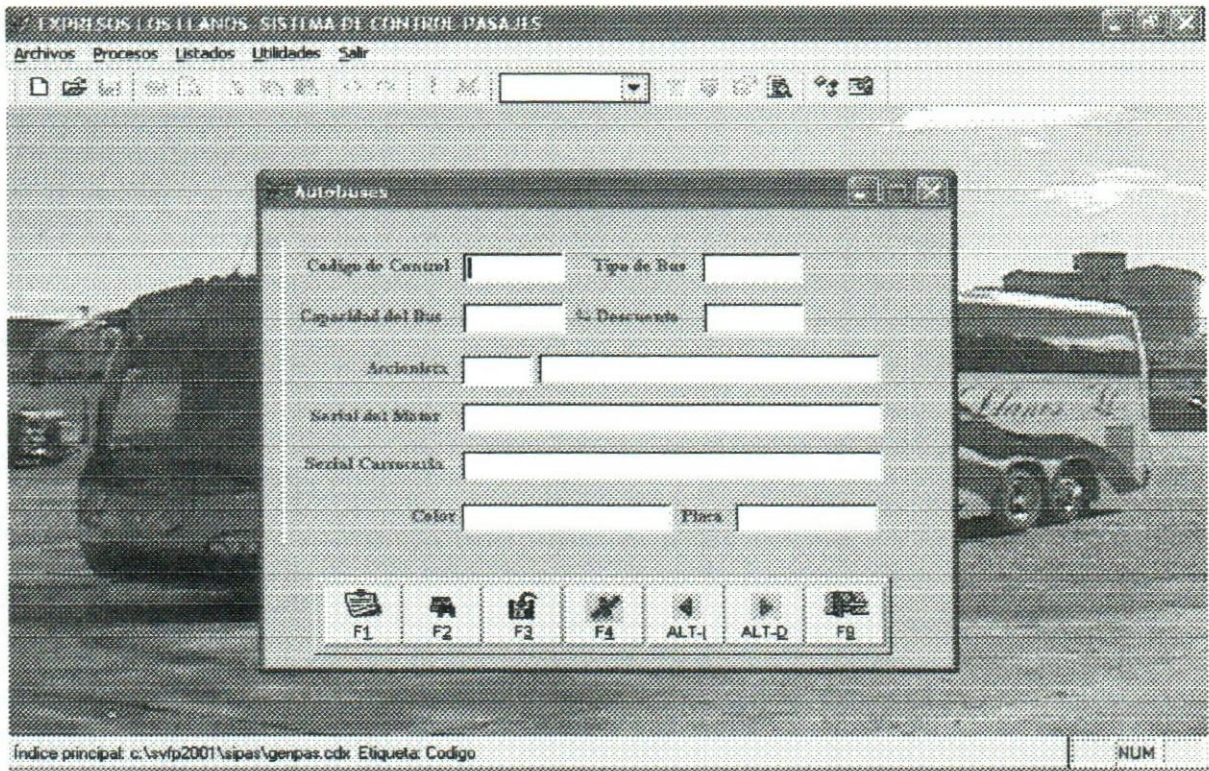 EXPRESOS LOS LLANOS SISTEMA DE CONTROL PASAJES
Archivos Procesos Listados Utilidades Salir
Autobuses
Codigo de Control Tipo de Bus
Capacidad del Bus % Descuento
Accionista
Serial del Motor
Serial Carroceria
Color Placa
Llanos
F1 F2 F3 F4 ALT-I ALT-D F8
Índice principal: c:\svfp2001\sipas\genpas.cdx Etiqueta: Codigo NUM